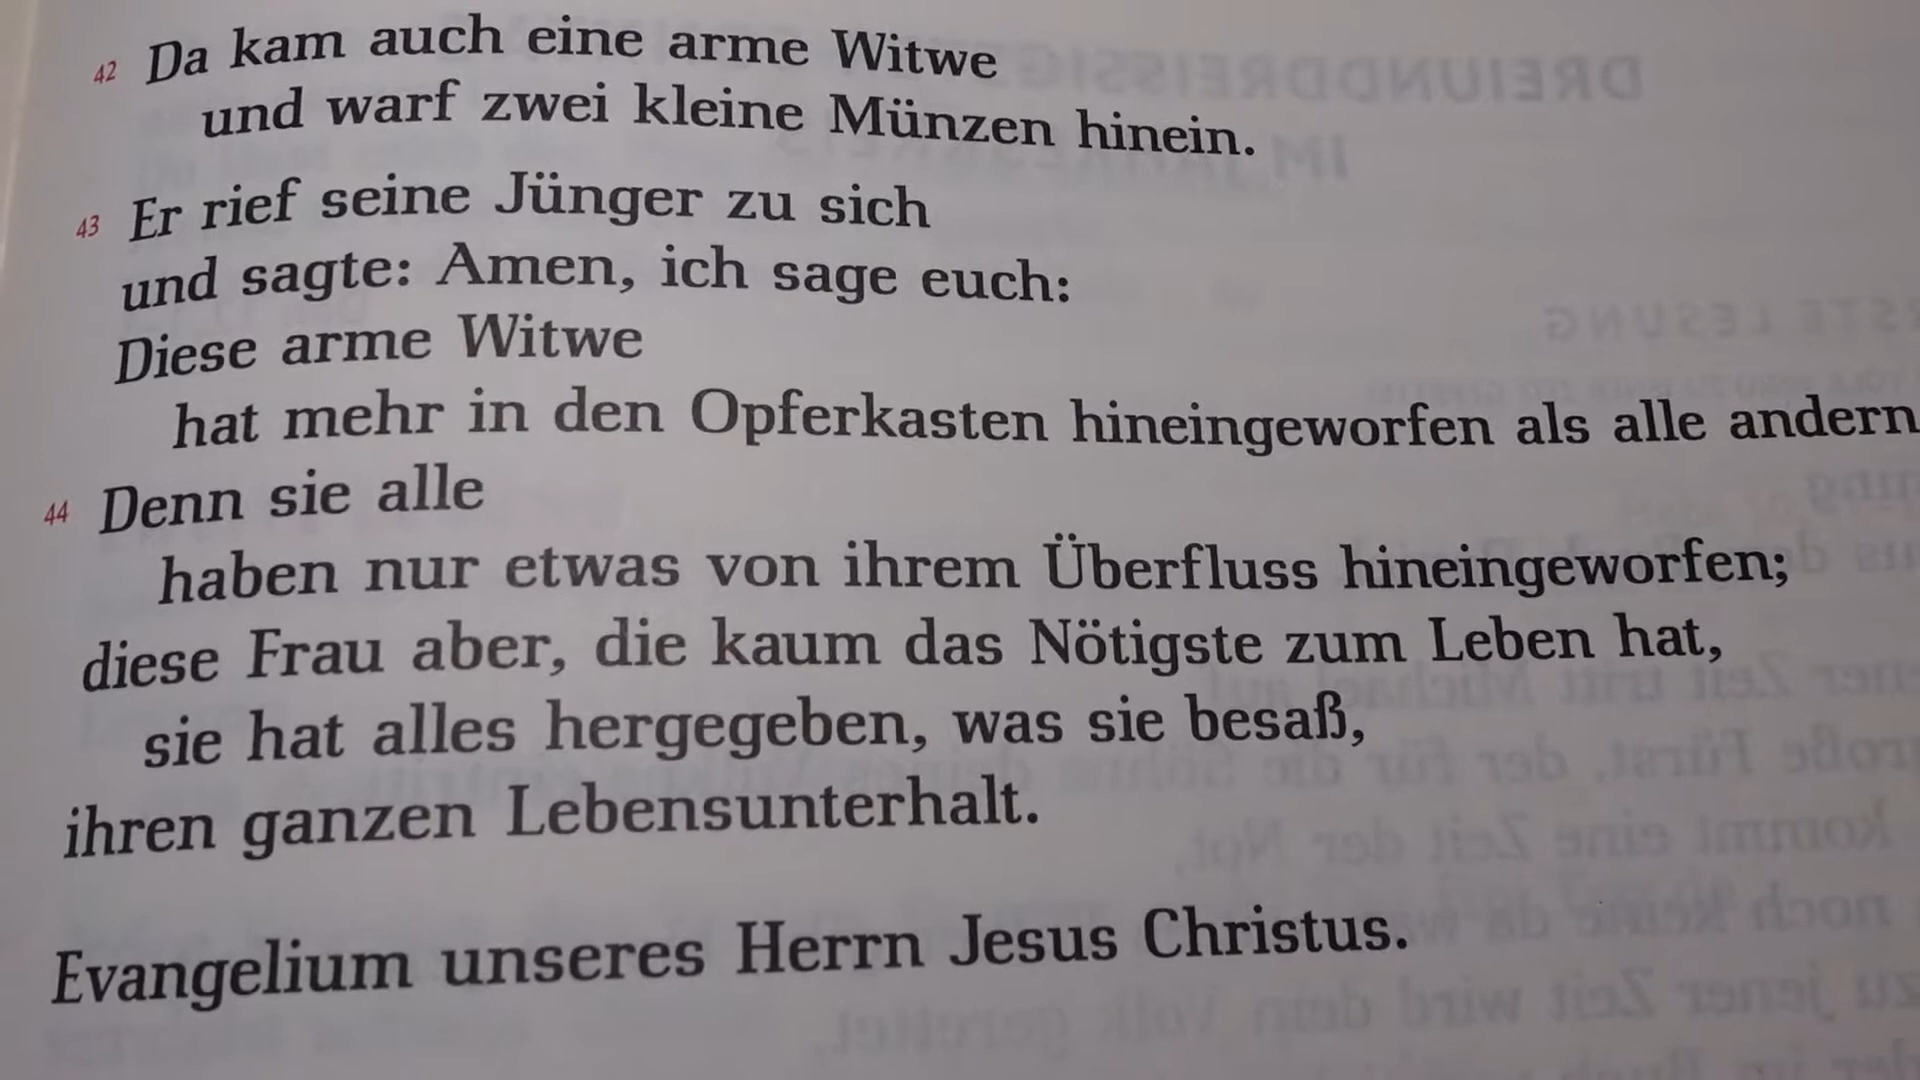 42 Da kam auch eine arme Witwe
und warf zwei kleine Münzen hinein.
43 Er rief seine Jünger zu sich
und sagte: Amen, ich sage euch:
Diese arme Witwe
hat mehr in den Opferkasten hineingeworfen als alle andern
44 Denn sie alle
haben nur etwas von ihrem Überfluss hineingeworfen;
diese Frau aber, die kaum das Nötigste zum Leben hat,
sie hat alles hergegeben, was sie besaß,
ihren ganzen Lebensunterhalt.
Evangelium unseres Herrn Jesus Christus.